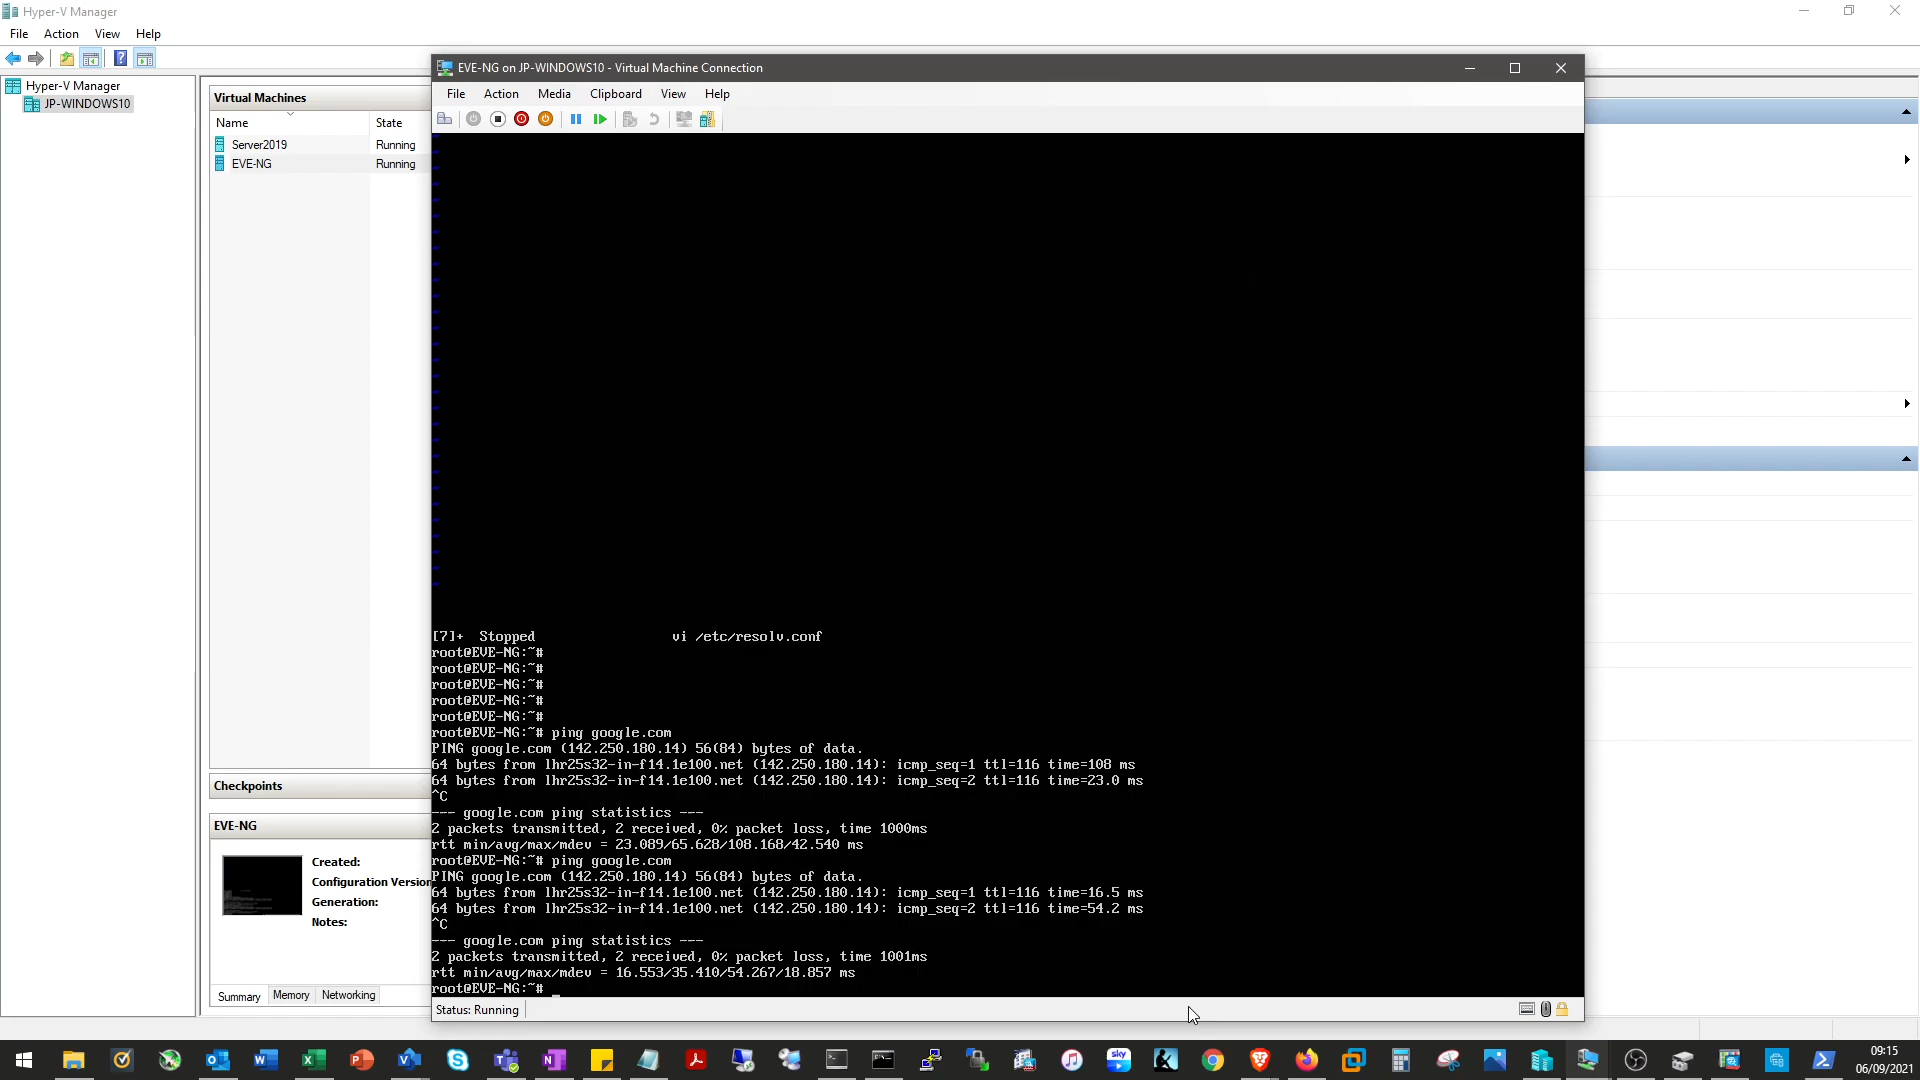 Hyper-V Manager
File Action View Help
Hyper-V Manager
JP-WINDOWS10
Virtual Machines
Name State
Server2019 Running
EVE-NG Running
Checkpoints
EVE-NG
Created:
Configuration Version
Generation:
Notes:
Summary Memory Networking
EVE-NG on JP-WINDOWS10 - Virtual Machine Connection
File Action Media Clipboard View Help
[7]+ Stopped vi /etc/resolv.conf
root@EVE-NG:~#
root@EVE-NG:~#
root@EVE-NG:~#
root@EVE-NG:~#
root@EVE-NG:~#
root@EVE-NG:~# ping google.com
PING google.com (142.250.180.14) 56(84) bytes of data.
64 bytes from lhr25s32-in-f14.1e100.net (142.250.180.14): icmp_seq=1 ttl=116 time=108 ms
64 bytes from lhr25s32-in-f14.1e100.net (142.250.180.14): icmp_seq=2 ttl=116 time=23.0 ms
^C
--- google.com ping statistics ---
2 packets transmitted, 2 received, 0% packet loss, time 1000ms
rtt min/avg/max/mdev = 23.089/65.628/108.168/42.540 ms
root@EVE-NG:~# ping google.com
PING google.com (142.250.180.14) 56(84) bytes of data.
64 bytes from lhr25s32-in-f14.1e100.net (142.250.180.14): icmp_seq=1 ttl=116 time=16.5 ms
64 bytes from lhr25s32-in-f14.1e100.net (142.250.180.14): icmp_seq=2 ttl=116 time=54.2 ms
^C
--- google.com ping statistics ---
2 packets transmitted, 2 received, 0% packet loss, time 1001ms
rtt min/avg/max/mdev = 16.553/35.410/54.267/18.857 ms
root@EVE-NG:~# _
Status: Running
sky
09:15
06/09/2021